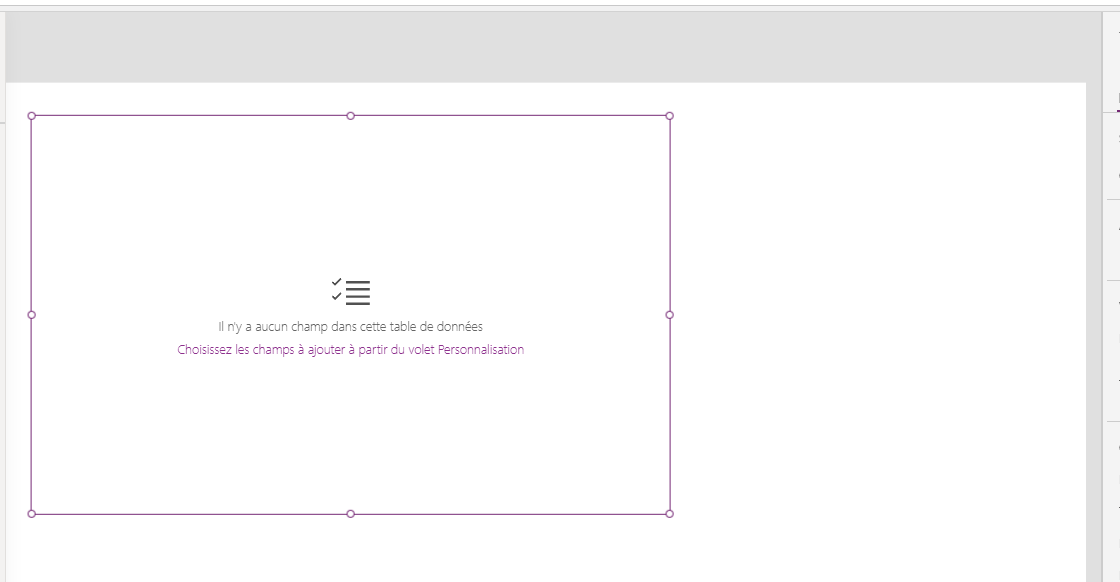 Il n'y a aucun champ dans cette table de données
Choisissez les champs à ajouter à partir du volet Personnalisation